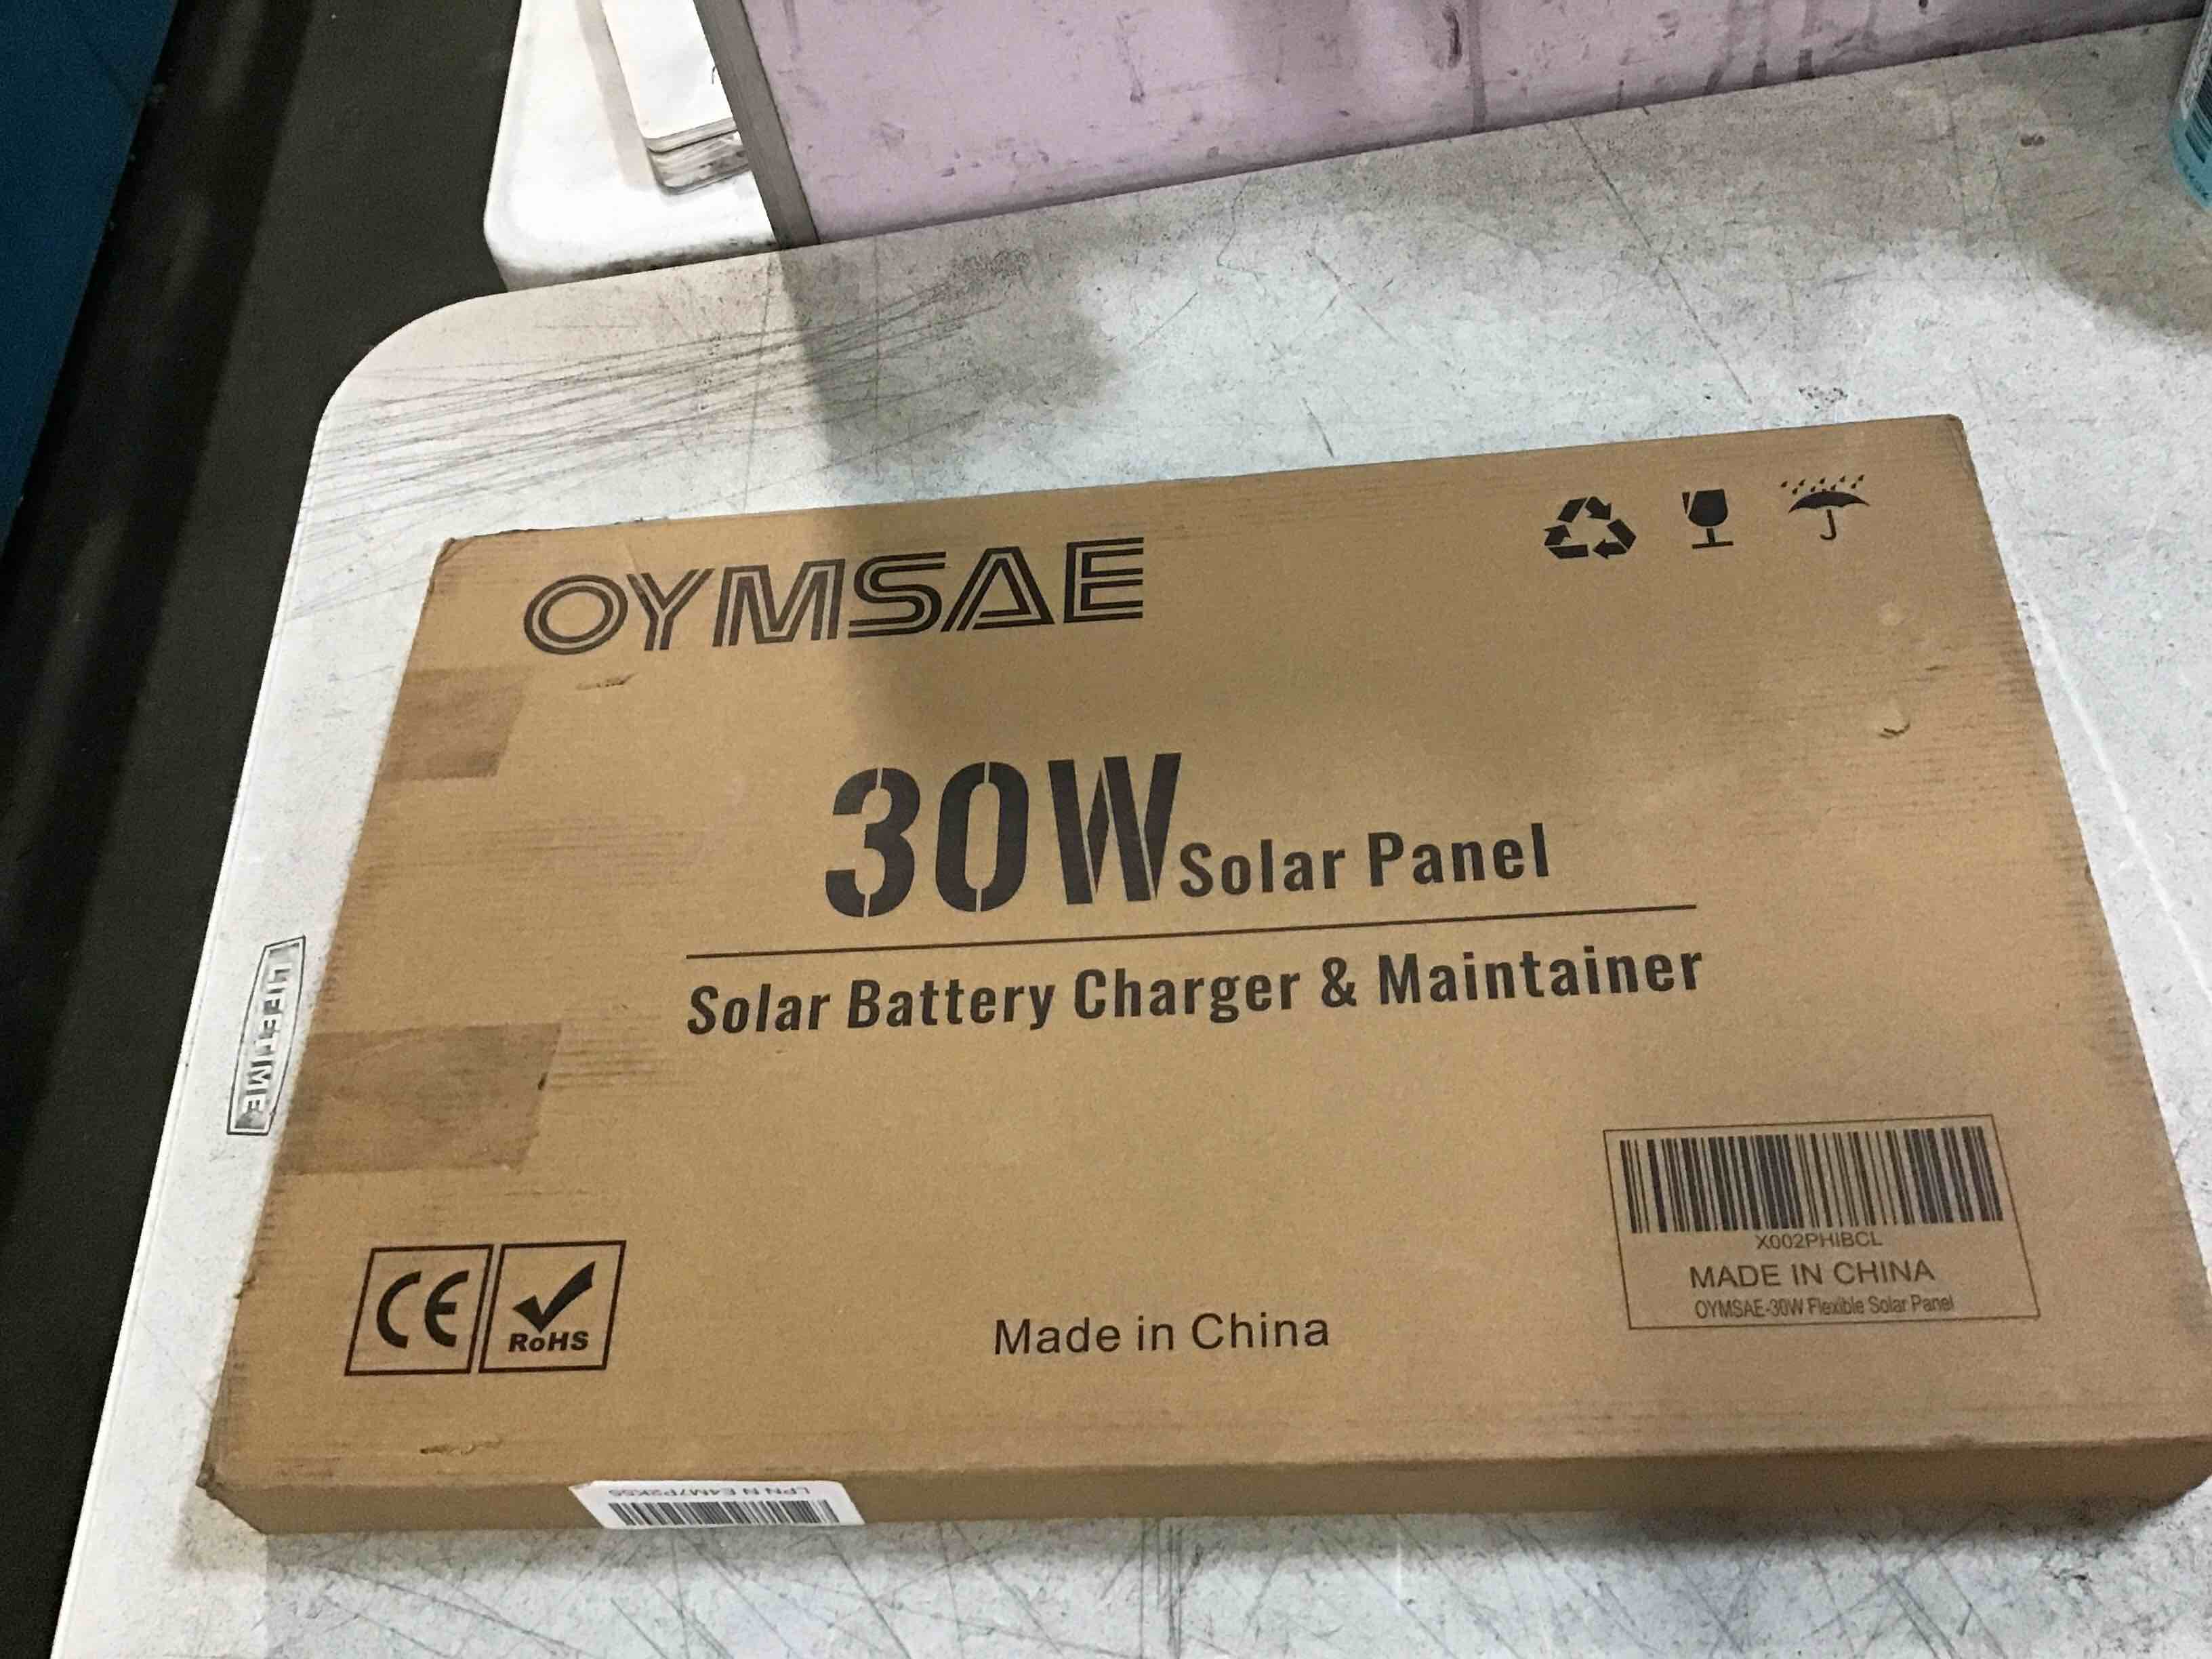 OYMSAE
30W Solar Panel
Solar Battery Charger & Maintainer
LIFETIME
CE
RoHS
Made in China
X002PHIBCL
MADE IN CHINA
OYMSAE-30W Flexible Solar Panel